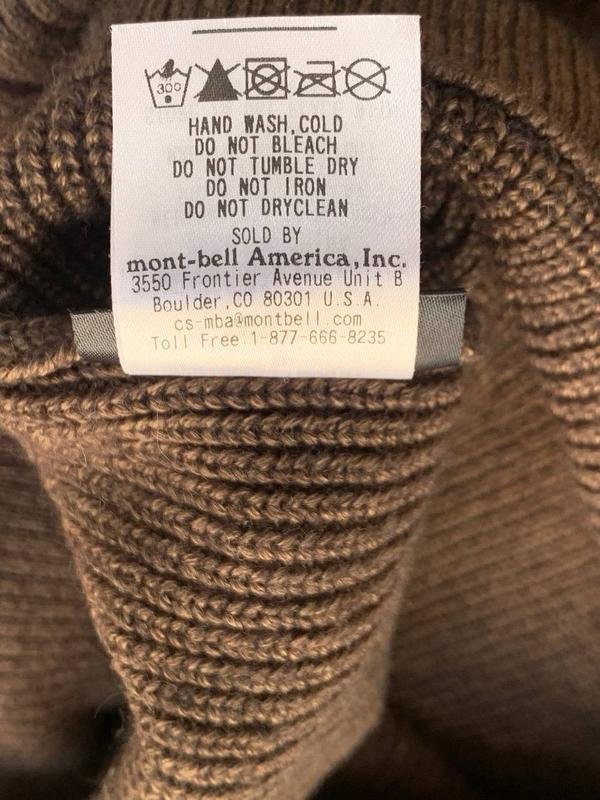 30C
HAND WASH,COLD
DO NOT BLEACH
DO NOT TUMBLE DRY
DO NOT IRON
DO NOT DRYCLEAN
SOLD BY
mont-bell America,Inc.
3550 Frontier Avenue Unit B
Boulder,CO 80301 U.S.A.
cs-mba@montbell.com
Toll Free 1-877-666-8235